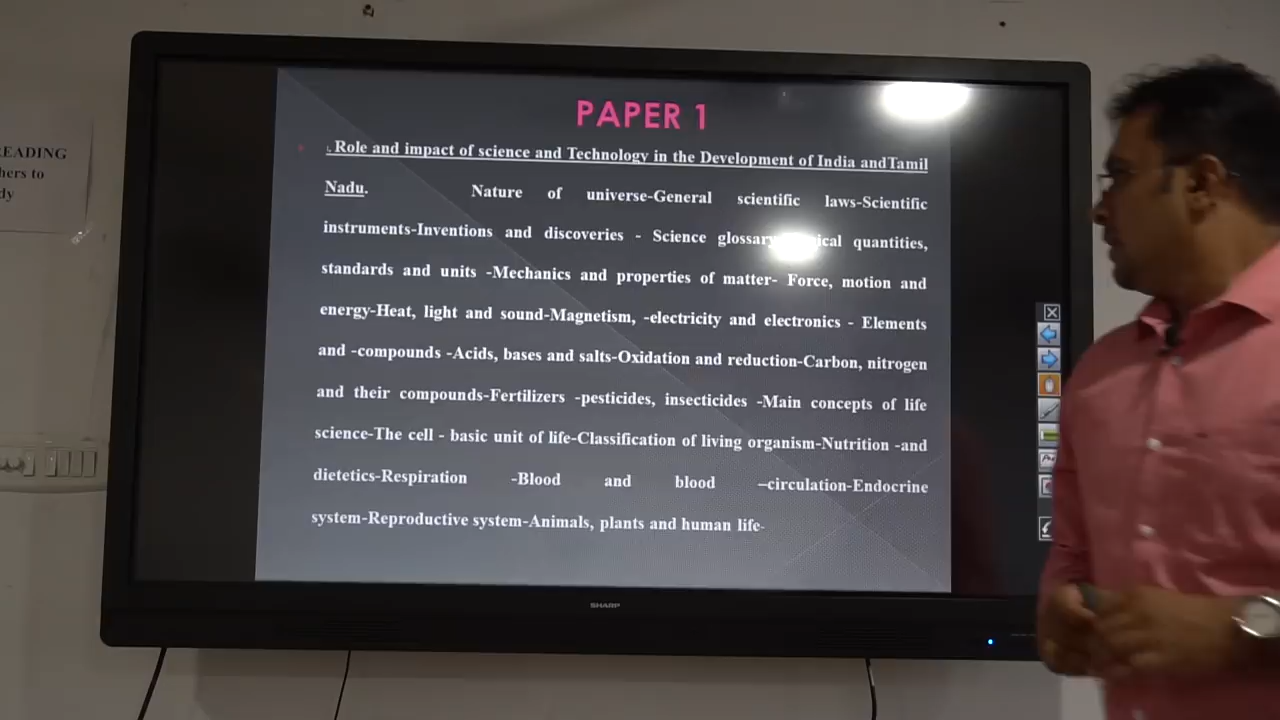 EADING
hers to
dy
PAPER 1
. Role and impact of science and Technology in the Development of India andTamil
Nadu. Nature of universe-General scientific laws-Scientific
instruments-Inventions and discoveries - Science glossary quantities,
standards and units -Mechanics and properties of matter- Force, motion and
energy-Heat, light and sound-Magnetism, -electricity and electronics - Elements
and -compounds -Acids, bases and salts-Oxidation and reduction-Carbon, nitrogen
and their compounds-Fertilizers -pesticides, insecticides -Main concepts of life
science-The cell - basic unit of life-Classification of living organism-Nutrition -and
dietetics-Respiration -Blood and blood –circulation-Endocrine
system-Reproductive system-Animals, plants and human life-
SHARP